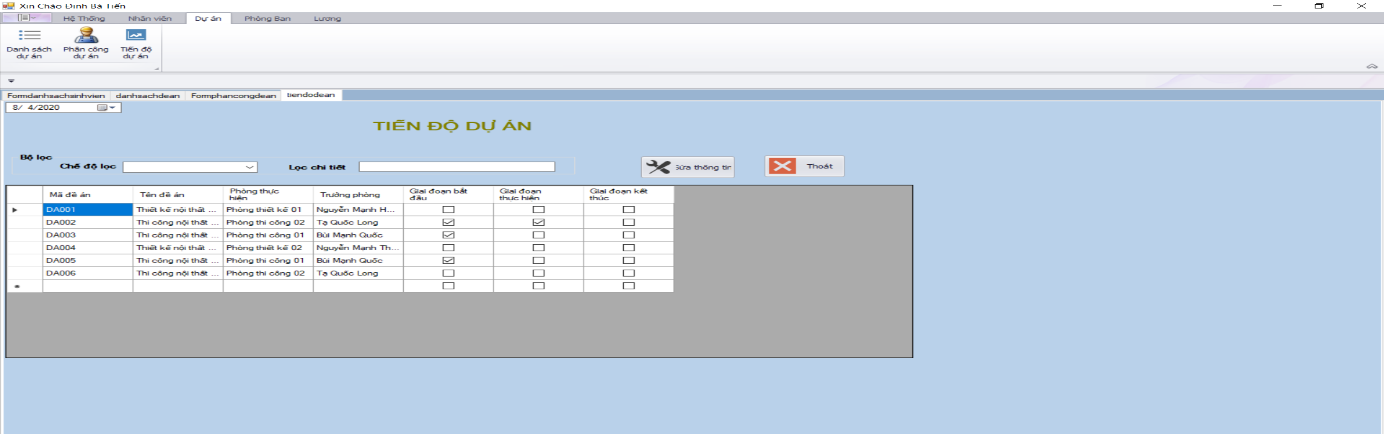 Xin Chào Đinh Bá Tiến
Hệ Thống Nhân viên Dự án Phòng Ban Lương
Danh sách dự án Phân công dự án Tiến độ dự án
Formdanhsachsinhvien danhsachdean Formphancongdean tiendodean
8/ 4/2020
TIẾN ĐỘ DỰ ÁN
Bộ lọc
Chế độ lọc Lọc chi tiết Sửa thông tin Thoát
Mã đề án Tên đề án Phòng thực hiện Trưởng phòng Giai đoạn bắt đầu Giai đoạn thực hiện Giai đoạn kết thúc
DA001 Thiết kế nội thất ... Phòng thiết kế 01 Nguyễn Mạnh H...
DA002 Thi công nội thất ... Phòng thi công 02 Tạ Quốc Long
DA003 Thi công nội thất ... Phòng thi công 01 Bùi Mạnh Quốc
DA004 Thiết kế nội thất ... Phòng thiết kế 02 Nguyễn Mạnh Th...
DA005 Thi công nội thất ... Phòng thi công 01 Bùi Mạnh Quốc
DA006 Thi công nội thất ... Phòng thi công 02 Tạ Quốc Long